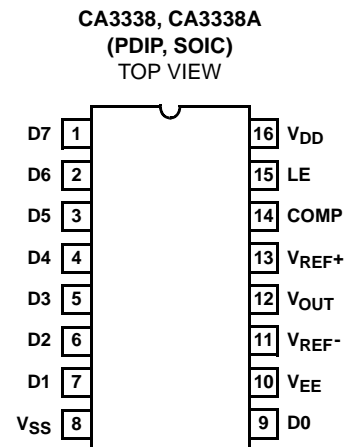 CA3338, CA3338A
(PDIP, SOIC)
TOP VIEW
D7 1 16 VDD
D6 2 15 LE
D5 3 14 COMP
D4 4 13 VREF+
D3 5 12 VOUT
D2 6 11 VREF-
D1 7 10 VEE
VSS 8 9 D0